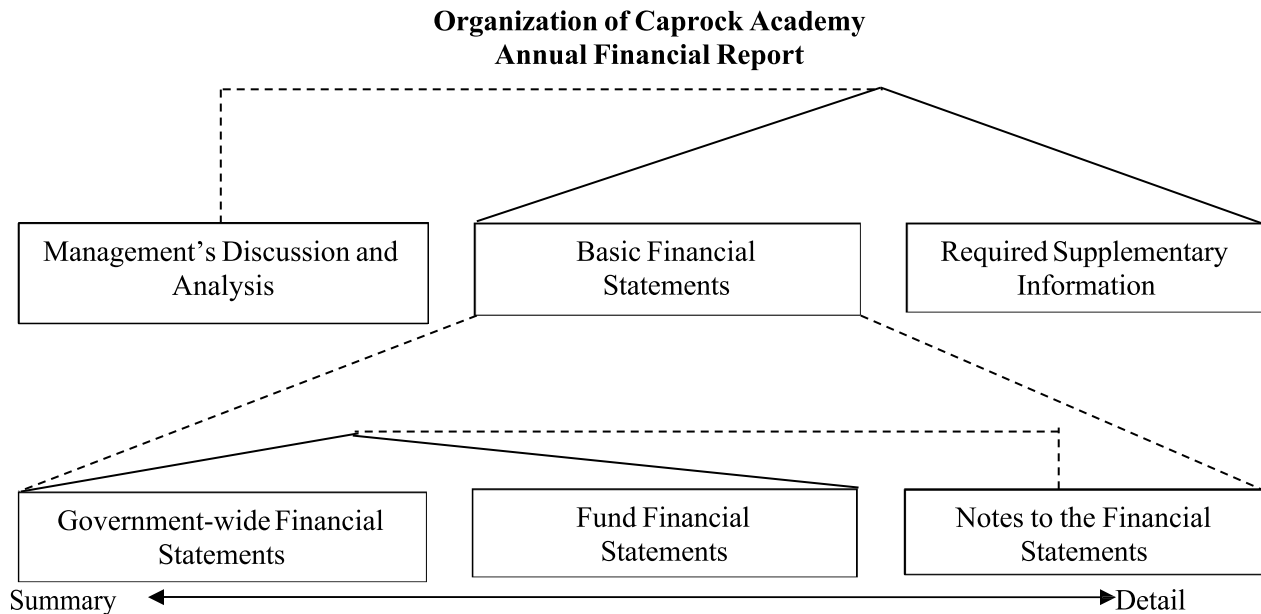 Organization of Caprock Academy
Annual Financial Report
Management’s Discussion and
Analysis
Basic Financial
Statements
Required Supplementary
Information
Government-wide Financial
Statements
Fund Financial
Statements
Notes to the Financial
Statements
Summary
Detail